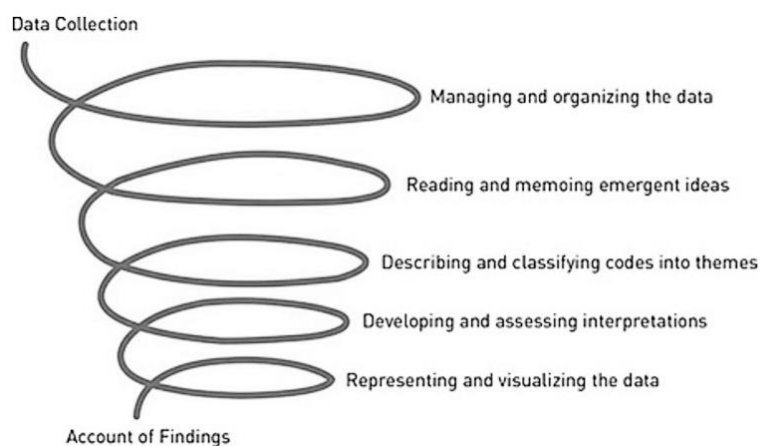 Data Collection
Managing and organizing the data
Reading and memoing emergent ideas
Describing and classifying codes into themes
Developing and assessing interpretations
Representing and visualizing the data
Account of Findings